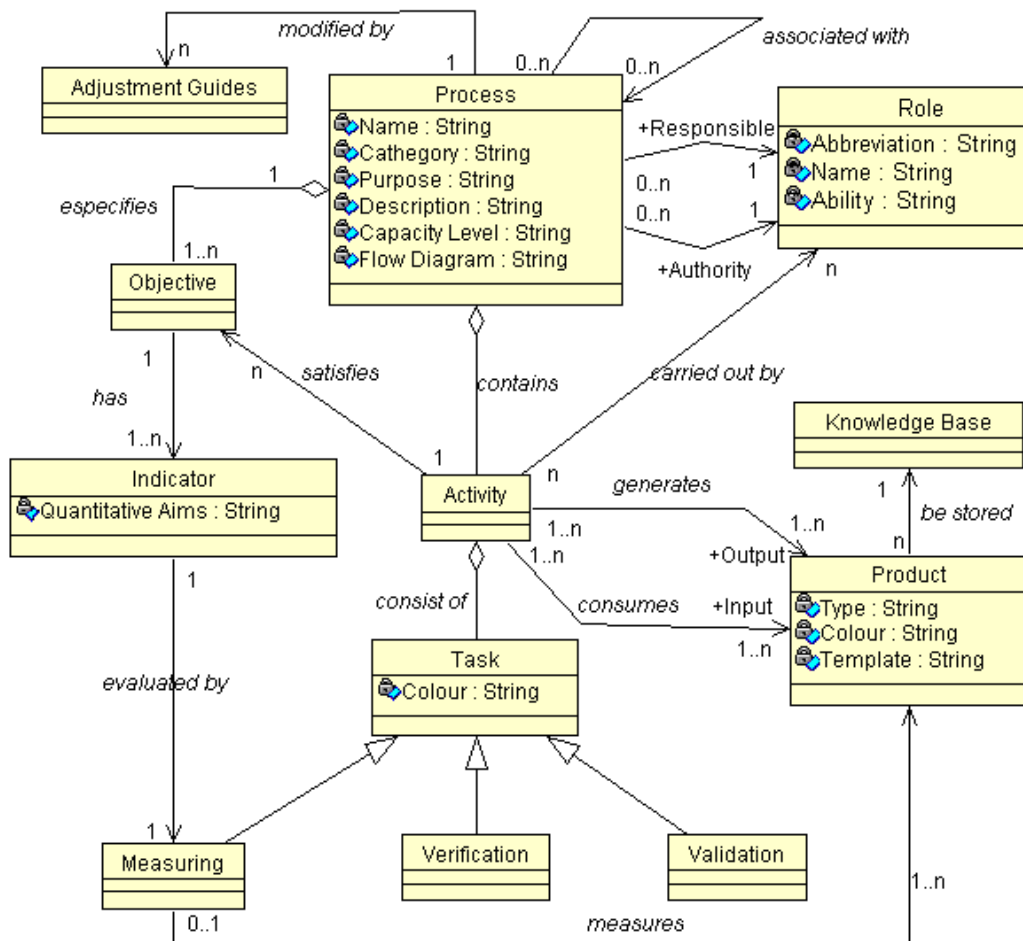 modified by
n
1
0..n
associated with
0..n
Adjustment Guides
Process
Name : String
Cathegory : String
Purpose : String
Description : String
Capacity Level : String
Flow Diagram : String
Role
Abbreviation : String
Name : String
Ability : String
+Responsible
0..n
1
0..n
1
+Authority
1
especifies
1..n
Objective
n
satisfies
contains
carried out by
n
1
has
1..n
Indicator
Quantitative Aims : String
1
Activity
n
Knowledge Base
1
be stored
n
generates
1..n
1..n
+Output
1..n
consumes
+Input
1..n
Product
Type : String
Colour : String
Template : String
consist of
Task
Colour : String
1
evaluated by
1
Measuring
Verification
Validation
0..1
measures
1..n